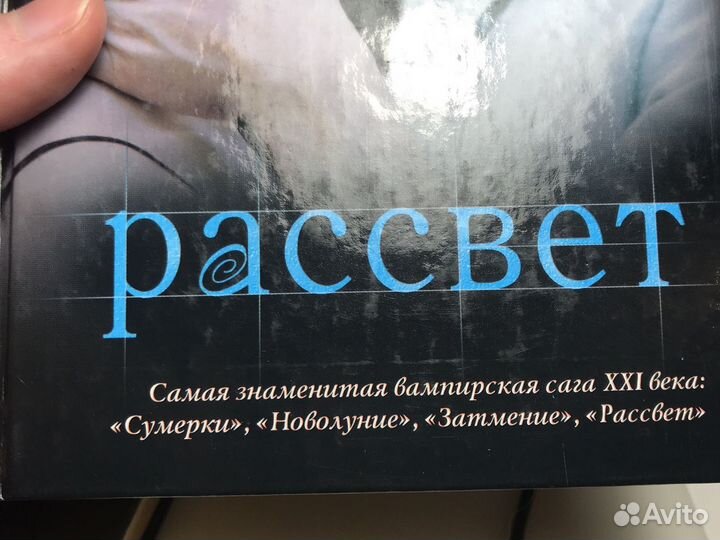 рассвет
Самая знаменитая вампирская сага XXI века:
«Сумерки», «Новолуние», «Затмение», «Рассвет»
Avito